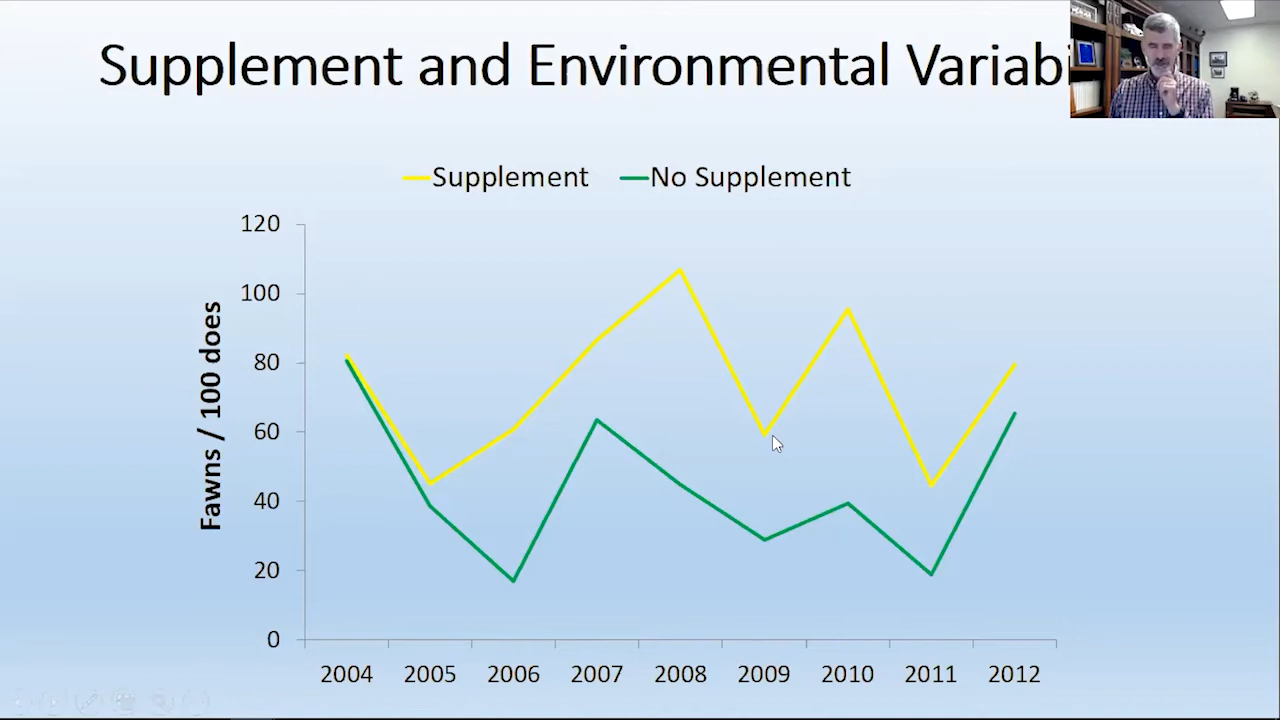 Supplement and Environmental Variab
Supplement No Supplement
120
100
80
60
40
20
0
Fawns / 100 does
2004 2005 2006 2007 2008 2009 2010 2011 2012